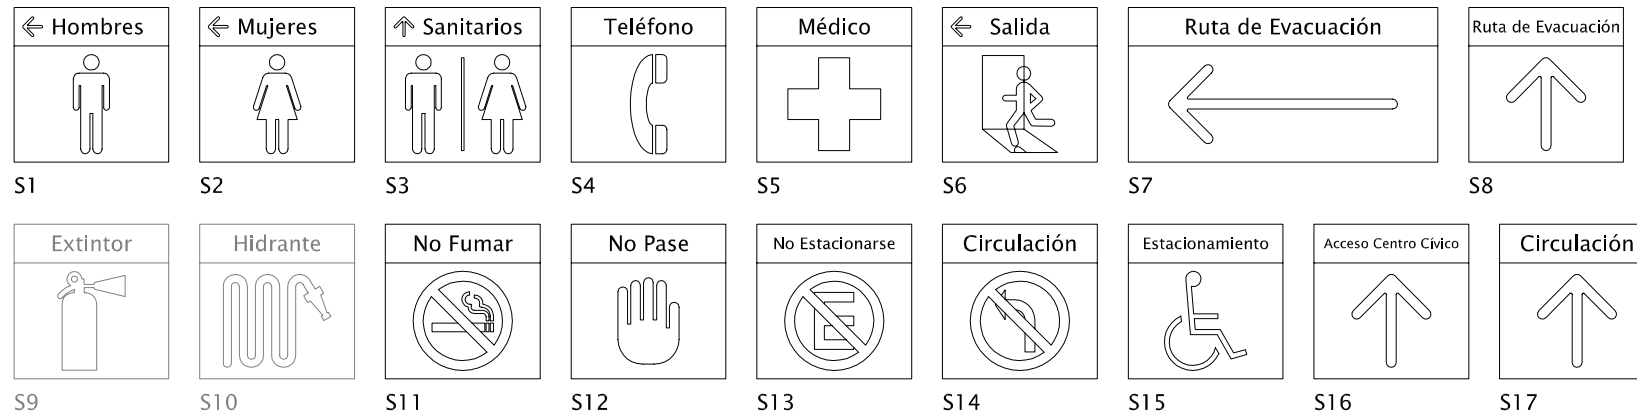 Hombres
Mujeres
Sanitarios
Teléfono
Médico
Salida
Ruta de Evacuación
Ruta de Evacuación
S1
S2
S3
S4
S5
S6
S7
S8
Extintor
Hidrante
No Fumar
No Pase
No Estacionarse
Circulación
Estacionamiento
Acceso Centro Cívico
Circulación
E
S9
S10
S11
S12
S13
S14
S15
S16
S17